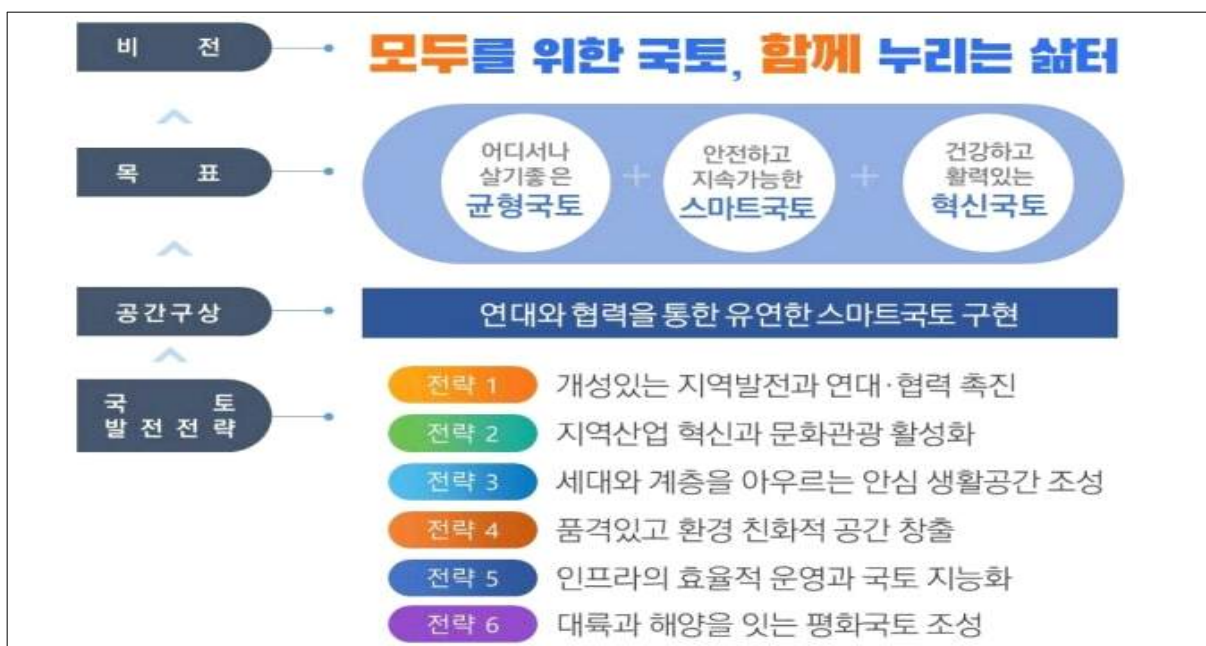 비 전
모두를 위한 국토, 함께 누리는 삶터
목 표
어디서나
살기좋은
균형국토
+
안전하고
지속가능한
스마트국토
+
건강하고
활력있는
혁신국토
공간구상
연대와 협력을 통한 유연한 스마트국토 구현
국 토
발전전략
전략 1 개성있는 지역발전과 연대·협력 촉진
전략 2 지역산업 혁신과 문화관광 활성화
전략 3 세대와 계층을 아우르는 안심 생활공간 조성
전략 4 품격있고 환경 친화적 공간 창출
전략 5 인프라의 효율적 운영과 국토 지능화
전략 6 대륙과 해양을 잇는 평화국토 조성